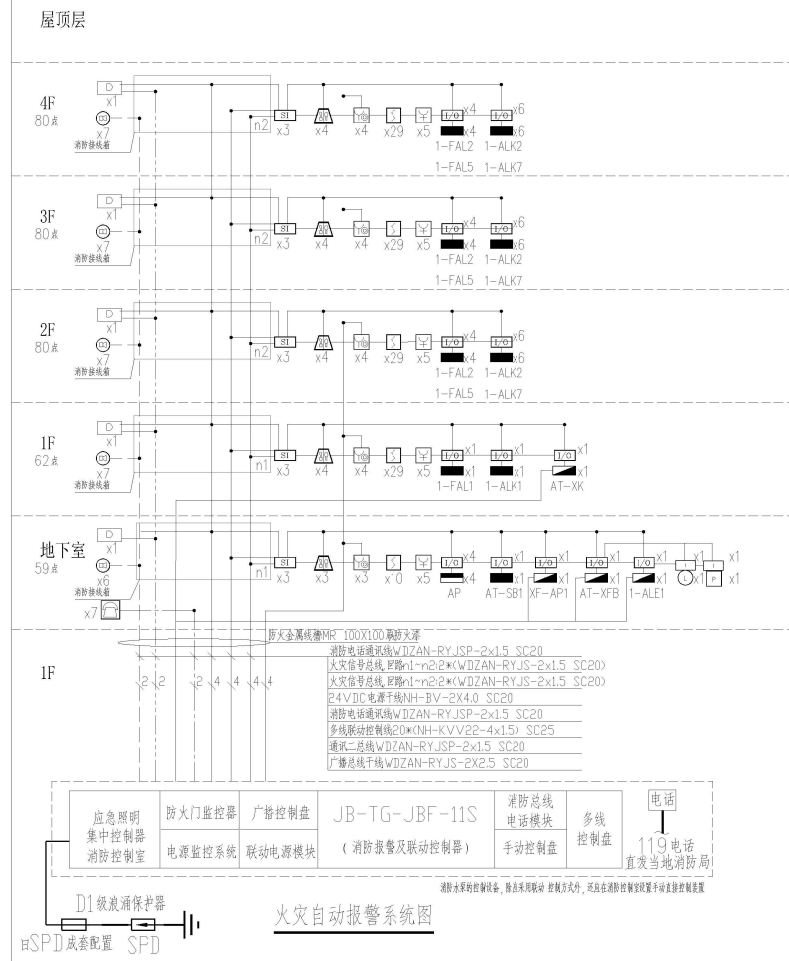 屋顶层
4F
80点
D
x1
x7
消防接线箱
n2
SI
x3
x4
x4
x29
x5
I/O
x4
x4
1-FAL2
1-FAL5
I/O
x6
x6
1-ALK2
1-ALK7
3F
80点
D
x1
x7
消防接线箱
n2
SI
x3
x4
x4
x29
x5
I/O
x4
x4
1-FAL2
1-FAL5
I/O
x6
x6
1-ALK2
1-ALK7
2F
80点
D
x1
x7
消防接线箱
n2
SI
x3
x4
x4
x29
x5
I/O
x4
x4
1-FAL2
1-FAL5
I/O
x6
x6
1-ALK2
1-ALK7
1F
62点
D
x1
x7
消防接线箱
n1
SI
x3
x4
x4
x29
x5
I/O
x1
x1
1-FAL1
I/O
x1
x1
1-ALK1
I/O
x1
x1
AT-XK
地下室
59点
D
x1
x6
消防接线箱
x7
n1
SI
x3
x3
x3
x5
I/O
x4
x4
AP
I/O
x1
x1
AT-SB1
I/O
x1
x1
XF-AP1
I/O
x1
x1
AT-XFB
I/O
x1
x1
1-ALE1
I
L
x1
I
P
x1
x1
1F
防火金属线槽MR 100X100刷防火漆
消防电话通讯线WDZAN-RYJSP-2x1.5 SC20
火灾信号总线,回路n1~n2:2*(WDZAN-RYJS-2x1.5 SC20)
火灾信号总线,回路n1~n2:2*(WDZAN-RYJS-2x1.5 SC20)
24VDC电源干线NH-BV-2X4.0 SC20
消防电话通讯线WDZAN-RYJSP-2x1.5 SC20
多线联动控制线20*(NH-KVV22-4x1.5) SC25
通讯二总线WDZAN-RYJSP-2x1.5 SC20
广播总线干线WDZAN-RYJS-2X2.5 SC20
2
2
2
4
4
4
4
应急照明
集中控制器
消防控制室
防火门监控器
电源监控系统
广播控制盘
联动电源模块
JB-TG-JBF-11S
(消防报警及联动控制器)
消防总线
电话模块
手动控制盘
多线
控制盘
电话
119电话
直发当地消防局
消防水泵的控制设备,除应采用联动 控制方式外,还应在消防控制室设置手动直接控制装置
D1级浪涌保护器
SPD成套配置
SPD
火灾自动报警系统图